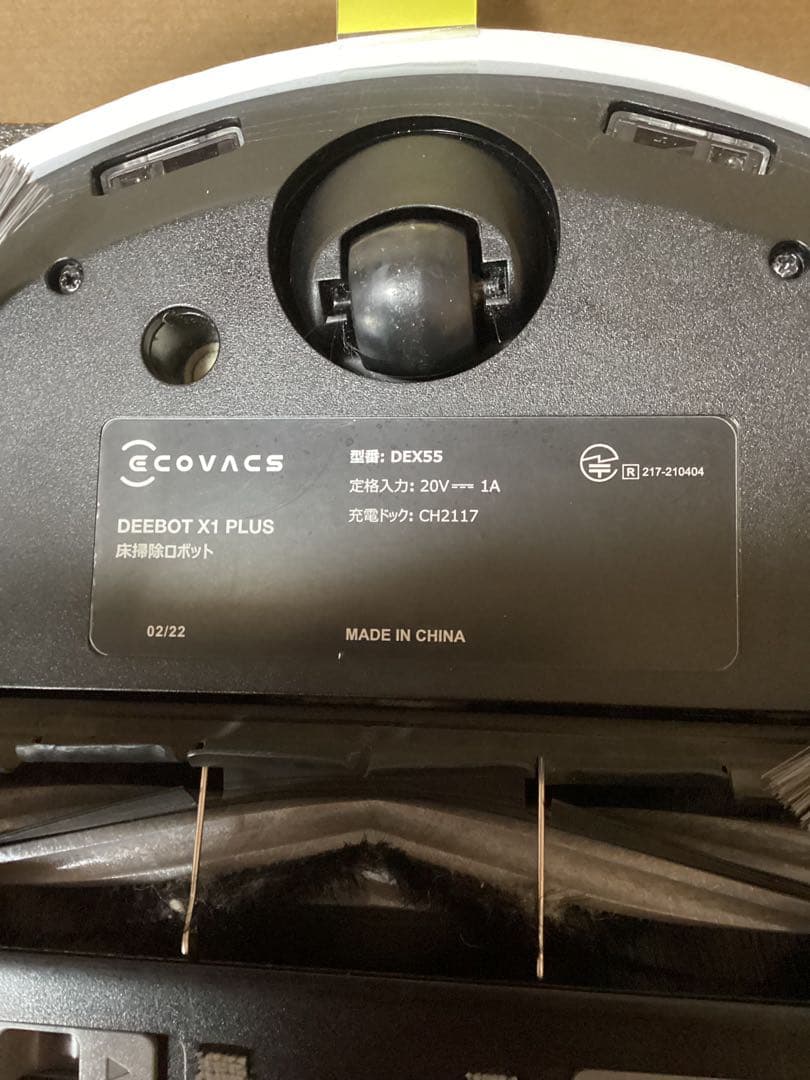 ECOVACS
DEEBOT X1 PLUS
床掃除ロボット
型番: DEX55
定格入力: 20V⎓ 1A
充電ドック: CH2117
R 217-210404
02/22
MADE IN CHINA